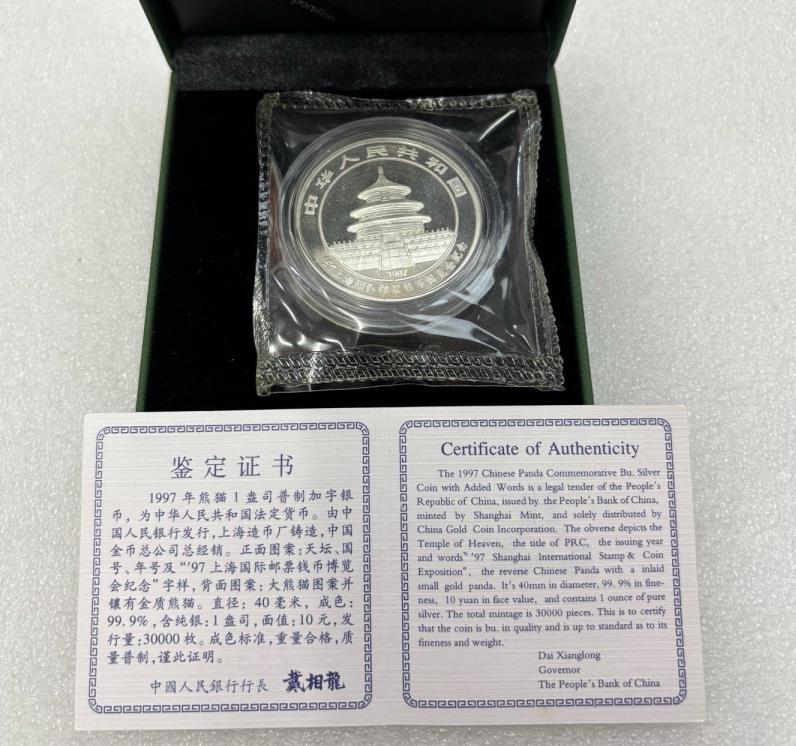 poration
中华人民共和国
1997
鉴定证书
1997年熊猫1盎司普制加字银
币，为中华人民共和国法定货币。由中
国人民银行发行，上海造币厂铸造，中国
金币总公司总经销。正面图案：天坛、国
号、年号及“'97上海国际邮票钱币博览
会纪念”字样，背面图案：大熊猫图案并
镶有金质熊猫。直径：40毫米，成色：
99.9%，含纯银：1盎司，面值：10元，发
行量：30000枚。成色标准，重量合格，质
量普制，谨此证明。
中國人民銀行行長 戴相龍
Certificate of Authenticity
The 1997 Chinese Panda Commemorative Bu. Silver
Coin with Added Words is a legal tender of the People's
Republic of China, issued by the People's Bank of China,
minted by Shanghai Mint, and solely distributed by
China Gold Coin Incorporation. The obverse depicts the
Temple of Heaven, the title of PRC, the issuing year
and words "'97 Shanghai International Stamp & Coin
Exposition", the reverse Chinese Panda with a inlaid
small gold panda. It's 40mm in diameter, 99. 9% in fine-
ness, 10 yuan in face value, and contains 1 ounce of pure
silver. The total mintage is 30000 pieces. This is to certify
that the coin is bu. in quality and is up to standard as to its
fineness and weight.
Dai Xianglong
Governor
The People's Bank of China